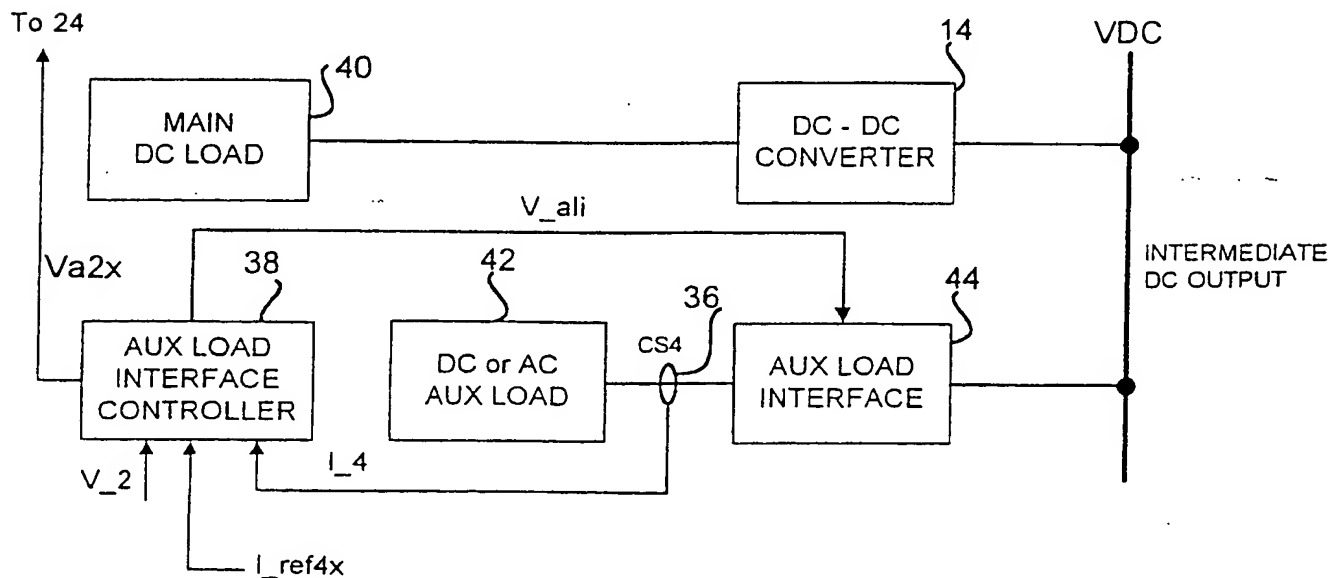 To 24
40
14
VDC
MAIN
DC LOAD
DC - DC
CONVERTER
V_ali
INTERMEDIATE
DC OUTPUT
Va2x
38
42
36
44
AUX LOAD
INTERFACE
CONTROLLER
DC or AC
AUX LOAD
CS4
AUX LOAD
INTERFACE
V_2
I_4
I_ref4x